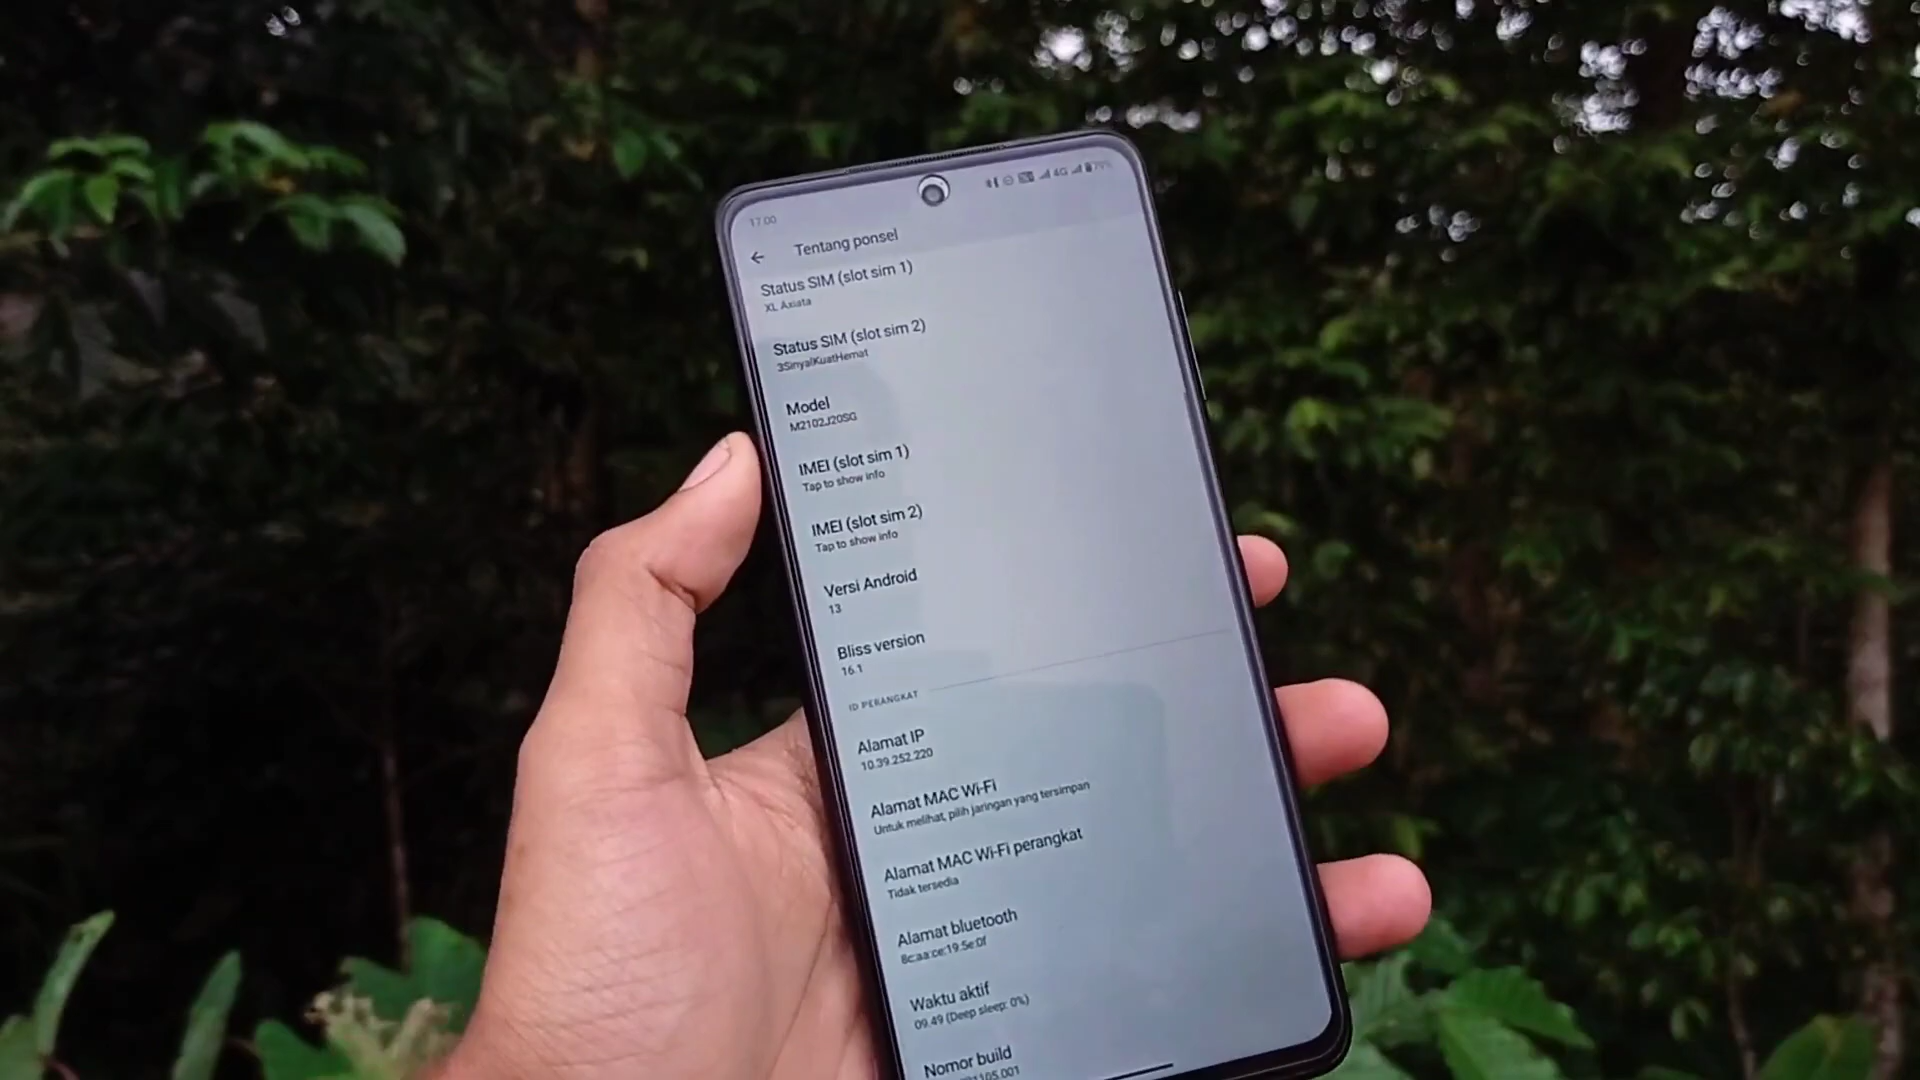 17.00
4G 79%
Tentang ponsel
Status SIM (slot sim 1)
XL Axiata
Status SIM (slot sim 2)
3SinyalKuatHemat
Model
M2102J20SG
IMEI (slot sim 1)
Tap to show info
IMEI (slot sim 2)
Tap to show info
Versi Android
13
Bliss version
16.1
ID PERANGKAT
Alamat IP
10.39.252.220
Alamat MAC Wi-Fi
Untuk melihat, pilih jaringan yang tersimpan
Alamat MAC Wi-Fi perangkat
Tidak tersedia
Alamat bluetooth
8c:aa:ce:19:5e:0f
Waktu aktif
09.49 (Deep sleep: 0%)
Nomor build